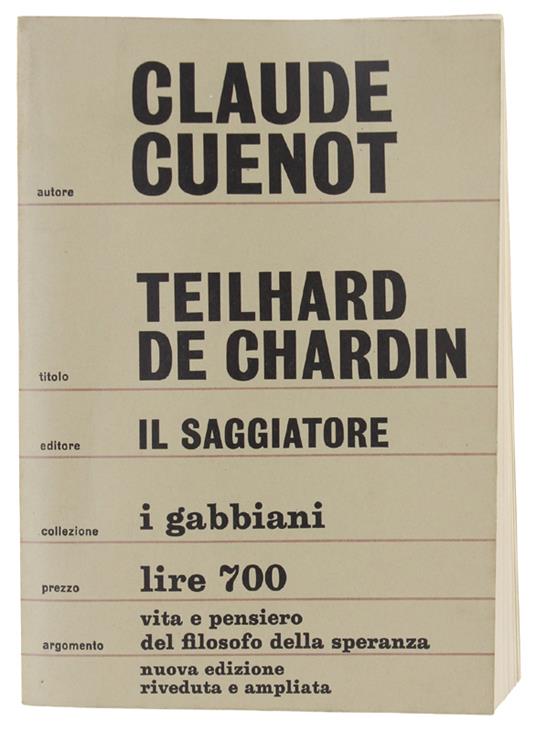 CLAUDE
CUENOT
autore
TEILHARD
DE CHARDIN
titolo
editore IL SAGGIATORE
collezione i gabbiani
prezzo lire 700
vita e pensiero
argomento del filosofo della speranza
nuova edizione
riveduta e ampliata